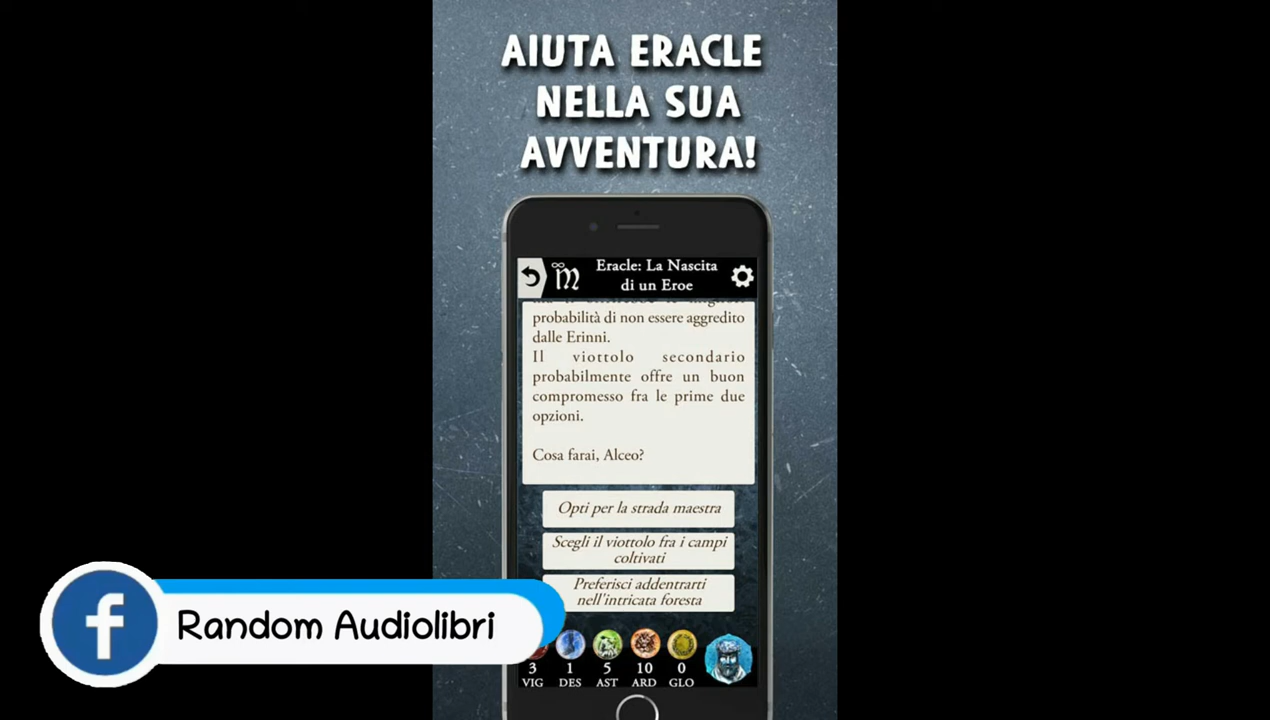 AIUTA ERACLE
NELLA SUA
AVVENTURA!
Eracle: La Nascita
di un Eroe
probabilità di non essere aggredito
dalle Erinni.
Il viottolo secondario
probabilmente offre un buon
compromesso fra le prime due
opzioni.
Cosa farai, Alceo?
Opti per la strada maestra
Scegli il viottolo fra i campi
coltivati
Preferisci addentrarti
nell'intricata foresta
f Random Audiolibri
3 1 5 10 0
VIG DES AST ARD GLO